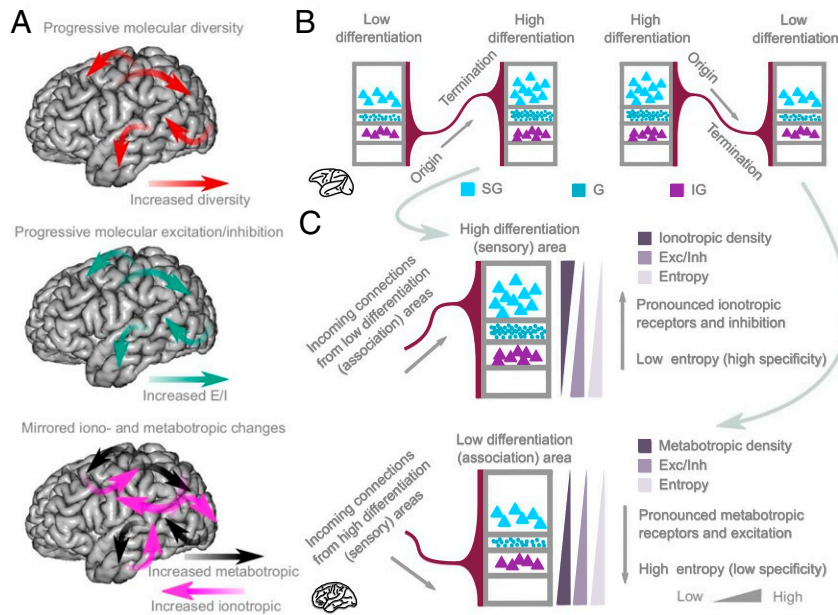 A
Progressive molecular diversity
Increased diversity
Progressive molecular excitation/inhibition
Increased E/I
Mirrored iono- and metabotropic changes
Increased metabotropic
Increased ionotropic
B
Low
differentiation
High
differentiation
High
differentiation
Low
differentiation
Termination
Origin
Origin
Termination
SG
G
IG
C
High differentiation
(sensory) area
Incoming connections
from low differentiation
(association) areas
Ionotropic density
Exc/Inh
Entropy
Pronounced ionotropic
receptors and inhibition
Low entropy (high specificity)
Low differentiation
(association) area
Incoming connections
from high differentiation
(sensory) areas
Metabotropic density
Exc/Inh
Entropy
Pronounced metabotropic
receptors and excitation
High entropy (low specificity)
Low High